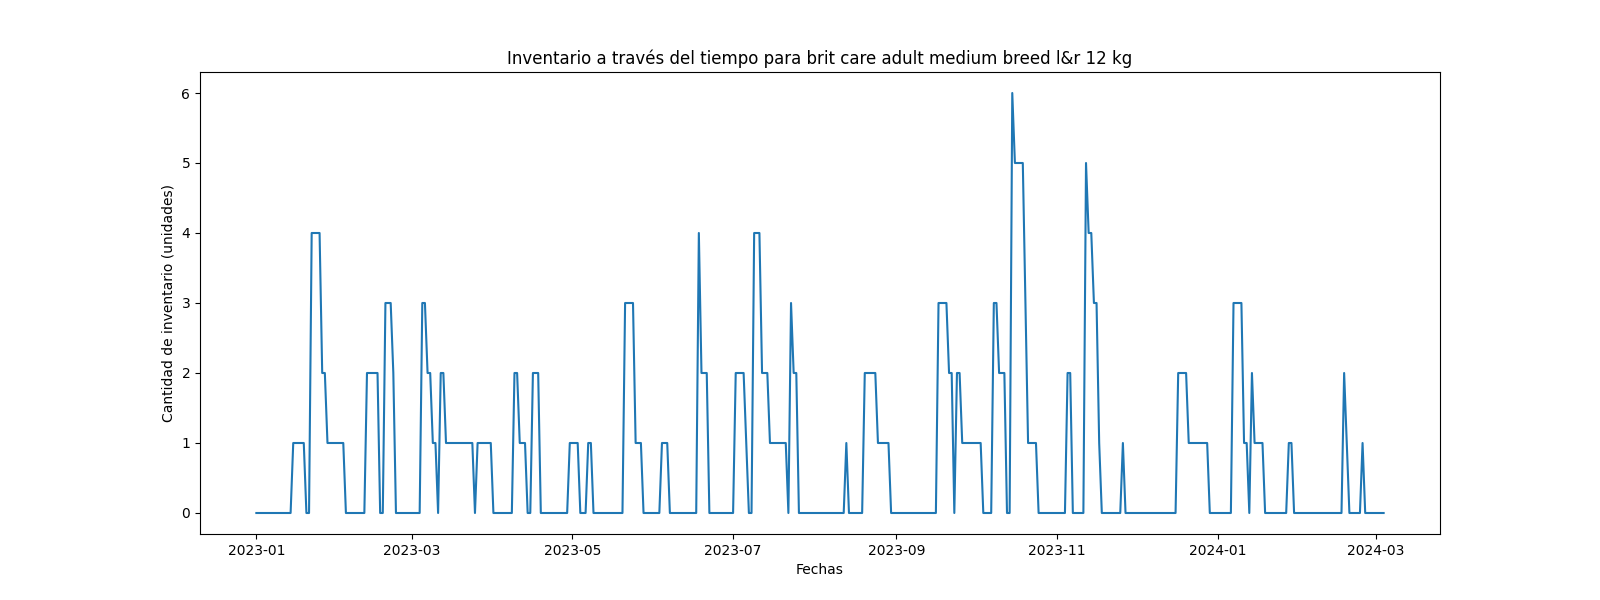 Inventario a través del tiempo para brit care adult medium breed l&r 12 kg
Cantidad de inventario (unidades)
6
5
4
3
2
1
0
2023-01 2023-03 2023-05 2023-07 2023-09 2023-11 2024-01 2024-03
Fechas